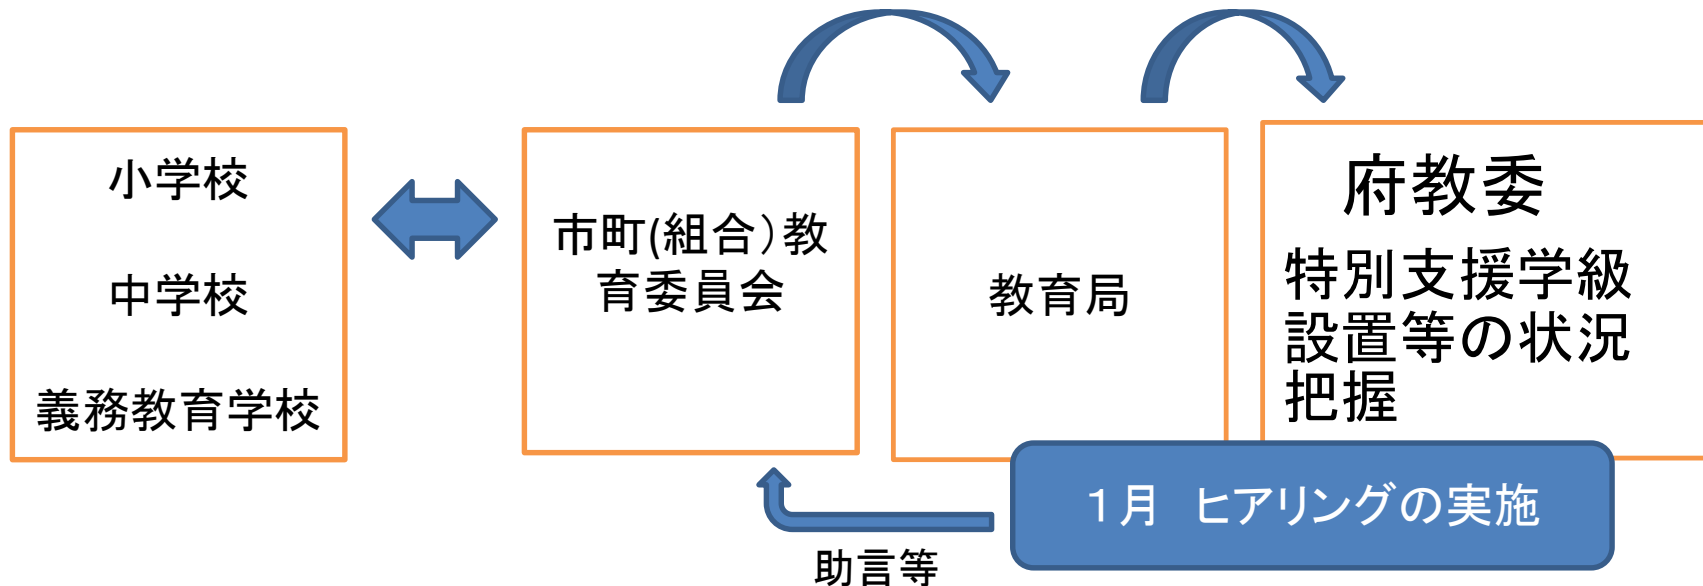 小学校
中学校
義務教育学校
市町(組合）教
育委員会
教育局
府教委
特別支援学級
設置等の状況
把握
１月　ヒアリングの実施
助言等